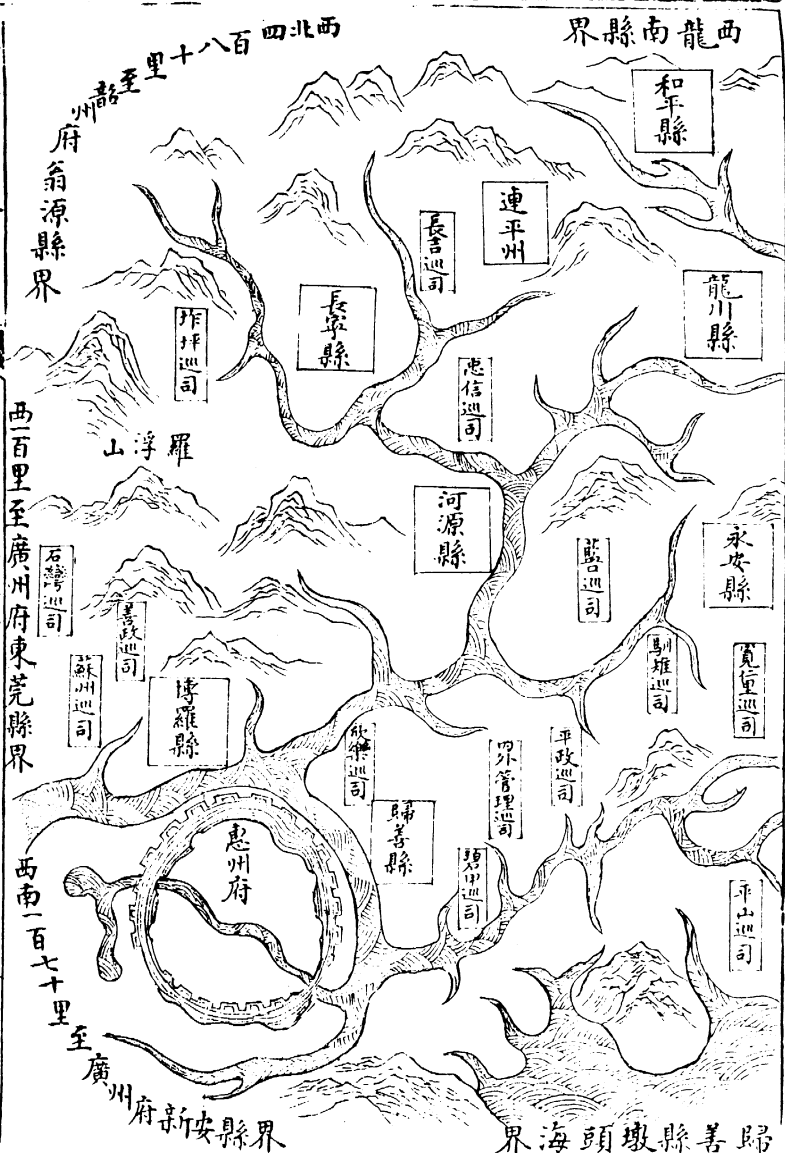 西龍南縣界
西北四百八十里至韶州府翁源縣界
和平縣
連平州
長吉巡司
龍川縣
長寧縣
坪巡司
忠信巡司
羅浮山
西一百里至廣州府東莞縣界
河源縣
藍口巡司
永安縣
石灣巡司
善政巡司
蘇州巡司
博羅縣
馴雉巡司
寬仁里巡司
欣樂巡司
內外管理巡司
平政巡司
歸善縣
碧甲巡司
惠州府
平山巡司
西南一百七十里至廣州府新安縣界
歸善縣墩頭海界